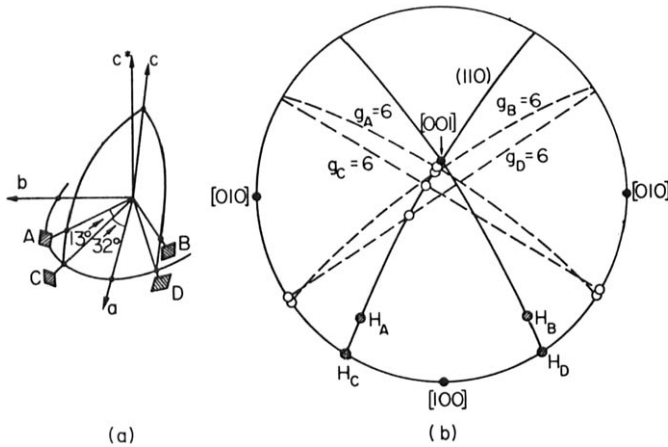 c*
c
b
A
13°
32°
B
C
D
a
(a)
(110)
g_A=6
[001]
g_B=6
g_C=6
g_D=6
[010]
[010]
H_A
H_B
H_C
H_D
[100]
(b)